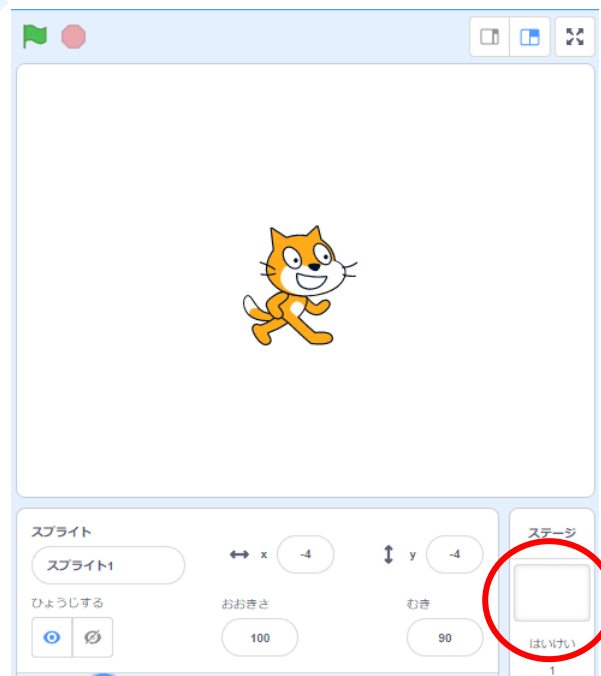 スプライト
スプライト1
x -4
y -4
ひょうじする
おおきさ
100
むき
90
ステージ
はいけい
1